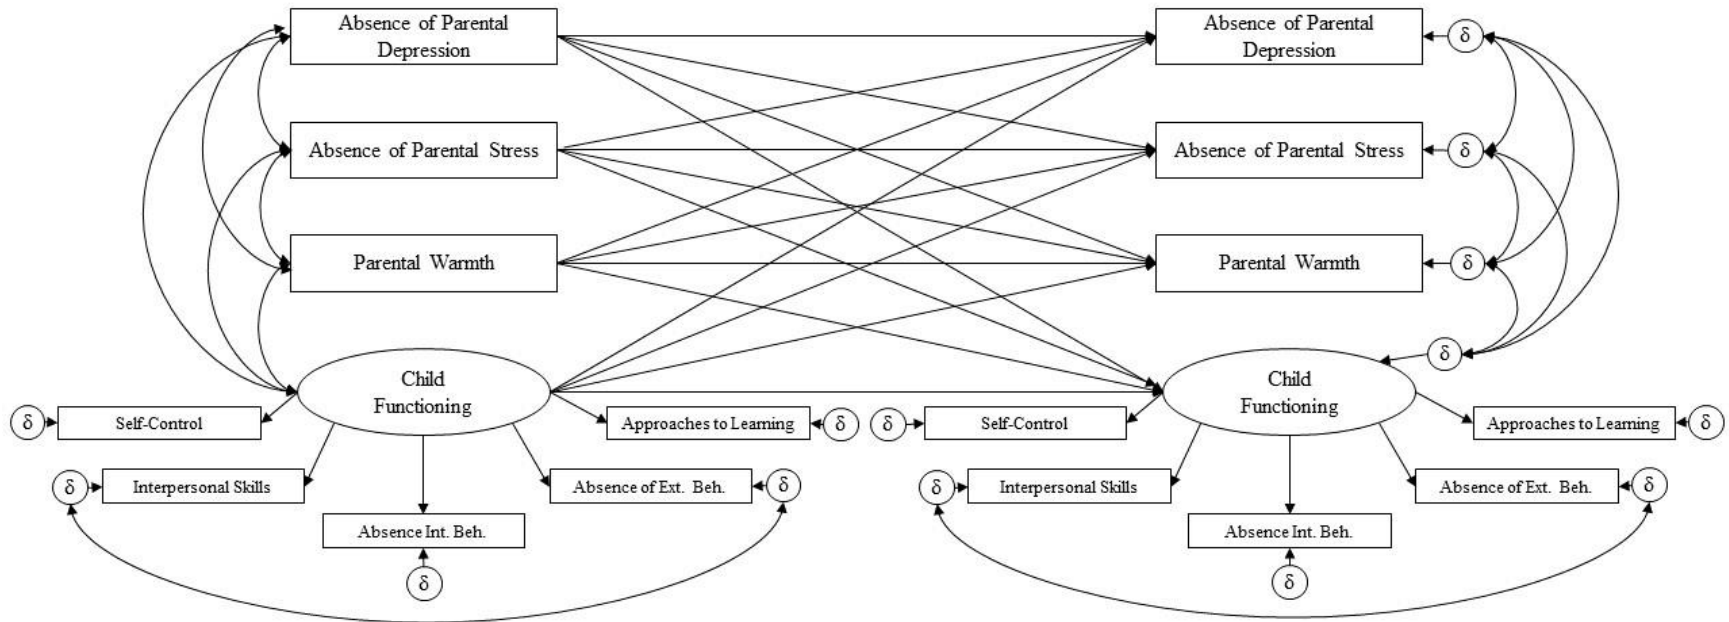 Absence of Parental
Depression
Absence of Parental
Depression
δ
Absence of Parental Stress
Absence of Parental Stress
δ
Parental Warmth
Parental Warmth
δ
δ
Child
Functioning
Child
Functioning
δ
Self-Control
Approaches to Learning
δ
δ
Self-Control
Approaches to Learning
δ
δ
Interpersonal Skills
Absence of Ext. Beh.
δ
δ
Interpersonal Skills
Absence of Ext. Beh.
δ
Absence Int. Beh.
Absence Int. Beh.
δ
δ